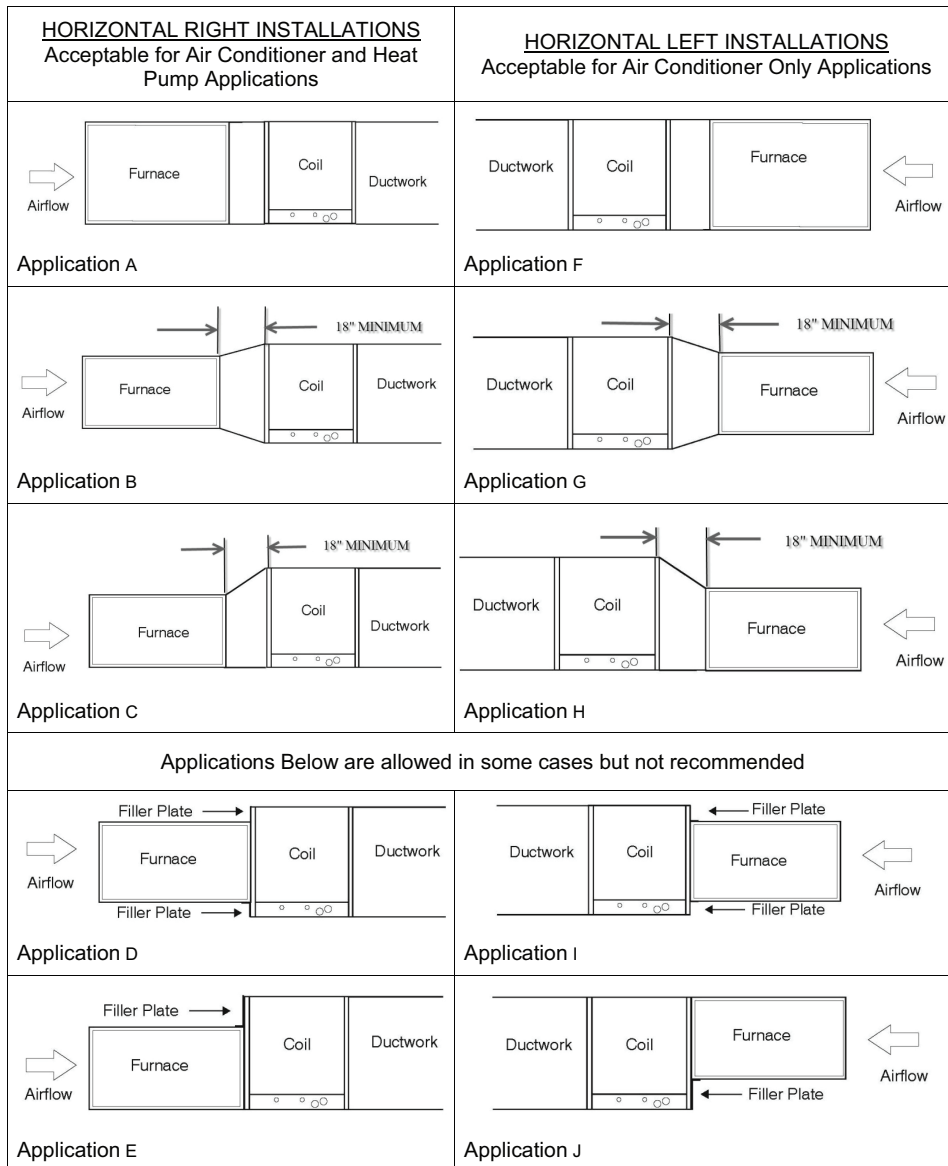 HORIZONTAL RIGHT INSTALLATIONS
Acceptable for Air Conditioner and Heat
Pump Applications
HORIZONTAL LEFT INSTALLATIONS
Acceptable for Air Conditioner Only Applications
Airflow
Furnace
Coil
Ductwork
Application A
Ductwork
Coil
Furnace
Airflow
Application F
18" MINIMUM
Airflow
Furnace
Coil
Ductwork
Application B
18" MINIMUM
Ductwork
Coil
Furnace
Airflow
Application G
18" MINIMUM
Airflow
Furnace
Coil
Ductwork
Application C
18" MINIMUM
Ductwork
Coil
Furnace
Airflow
Application H
Applications Below are allowed in some cases but not recommended
Filler Plate
Airflow
Furnace
Coil
Ductwork
Filler Plate
Application D
Filler Plate
Ductwork
Coil
Furnace
Airflow
Filler Plate
Application I
Filler Plate
Airflow
Furnace
Coil
Ductwork
Application E
Ductwork
Coil
Furnace
Airflow
Filler Plate
Application J